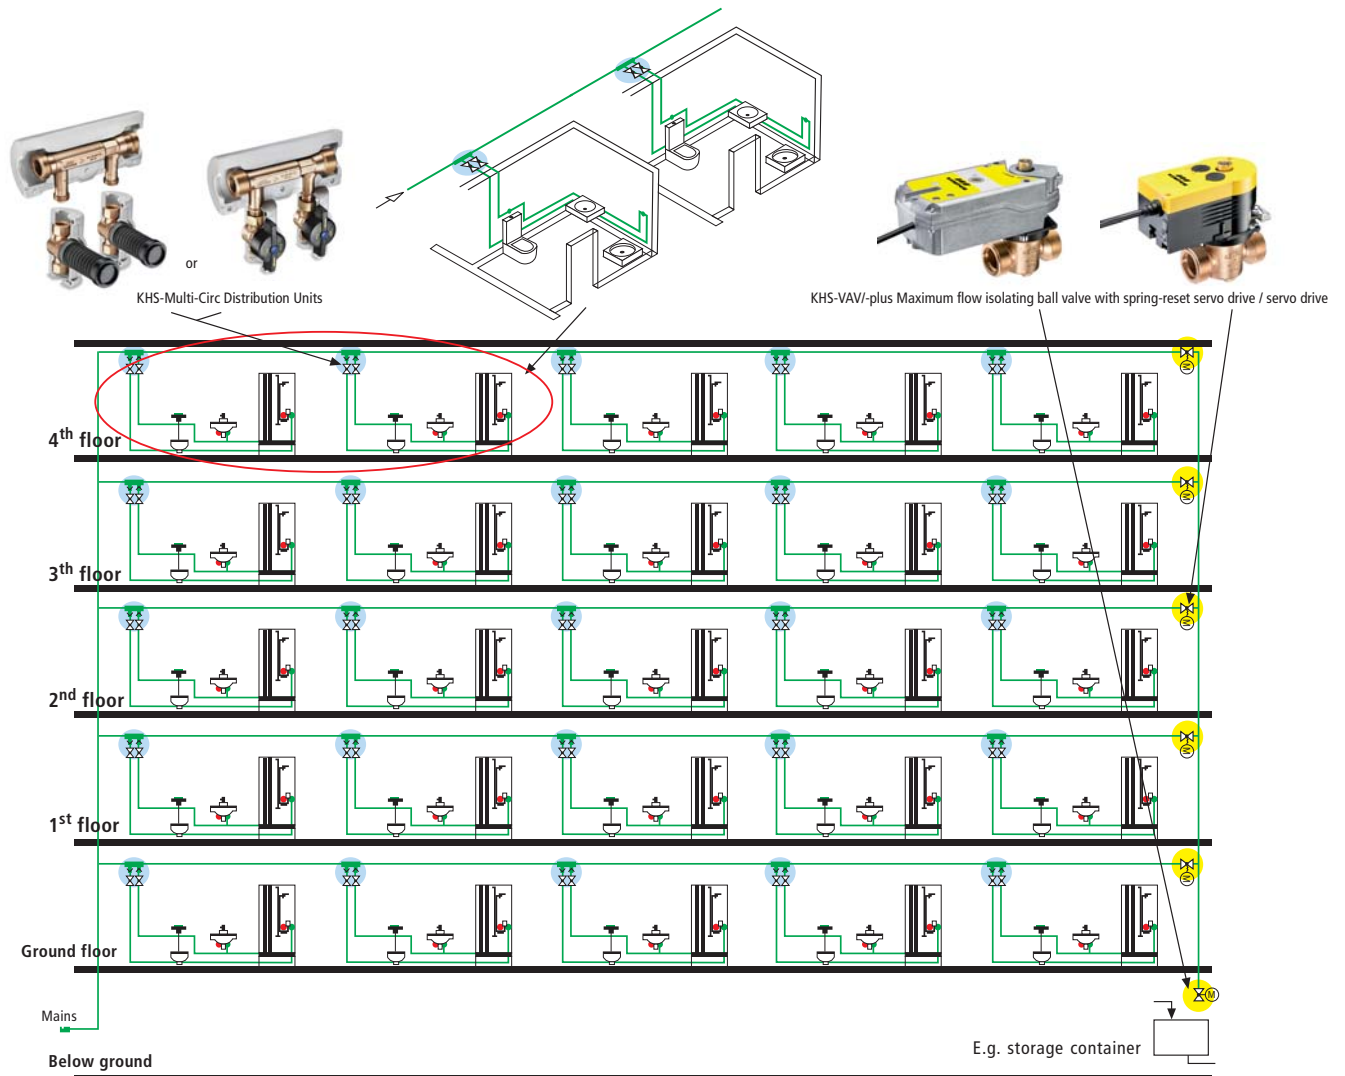 or
KHS-Multi-Circ Distribution Units
KHS-VAV/-plus Maximum flow isolating ball valve with spring-reset servo drive / servo drive
M
4th floor
M
3th floor
M
2nd floor
M
1st floor
M
Ground floor
M
Mains
E.g. storage container
Below ground